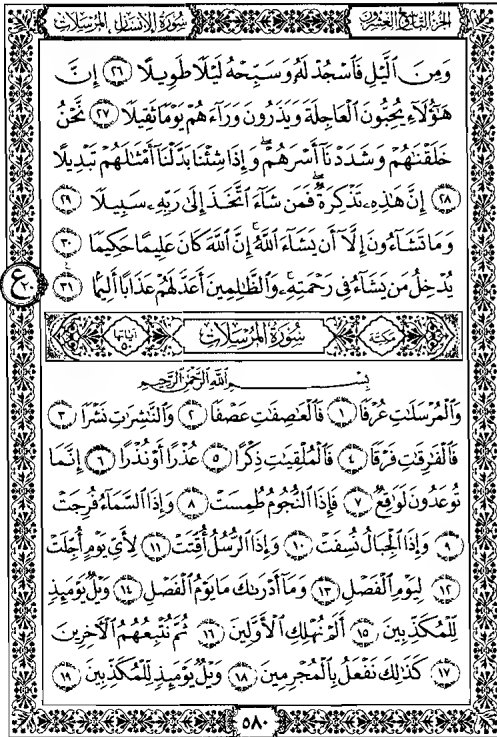 الجزء التاسع والعشرون
سورة الإنسان المرسلات
وَمِنَ ٱلَّيْلِ فَٱسْجُدْ لَهُۥ وَسَبِّحْهُ لَيْلًا طَوِيلًا ٢٦ إِنَّ
هَٰٓؤُلَآءِ يُحِبُّونَ ٱلْعَاجِلَةَ وَيَذَرُونَ وَرَآءَهُمْ يَوْمًا ثَقِيلًا ٢٧ نَّحْنُ
خَلَقْنَٰهُمْ وَشَدَدْنَآ أَسْرَهُمْ ۖ وَإِذَا شِئْنَا بَدَّلْنَآ أَمْثَٰلَهُمْ تَبْدِيلًا
٢٨ إِنَّ هَٰذِهِۦ تَذْكِرَةٌ ۖ فَمَن شَآءَ ٱتَّخَذَ إِلَىٰ رَبِّهِۦ سَبِيلًا ٢٩
وَمَا تَشَآءُونَ إِلَّآ أَن يَشَآءَ ٱللَّهُ ۚ إِنَّ ٱللَّهَ كَانَ عَلِيمًا حَكِيمًا ٣٠
يُدْخِلُ مَن يَشَآءُ فِى رَحْمَتِهِۦ ۚ وَٱلظَّٰلِمِينَ أَعَدَّ لَهُمْ عَذَابًا أَلِيمًۢا ٣١
ع ٢٠
مكية سورة المرسلات آياتها ٥٠
بِسْمِ ٱللَّهِ ٱلرَّحْمَٰنِ ٱلرَّحِيمِ
وَٱلْمُرْسَلَٰتِ عُرْفًا ١ فَٱلْعَٰصِفَٰتِ عَصْفًا ٢ وَٱلنَّٰشِرَٰتِ نَشْرًا ٣
فَٱلْفَٰرِقَٰتِ فَرْقًا ٤ فَٱلْمُلْقِيَٰتِ ذِكْرًا ٥ عُذْرًا أَوْ نُذْرًا ٦ إِنَّمَا
تُوعَدُونَ لَوَٰقِعٌ ٧ فَإِذَا ٱلنُّجُومُ طُمِسَتْ ٨ وَإِذَا ٱلسَّمَآءُ فُرِجَتْ
٩ وَإِذَا ٱلْجِبَالُ نُسِفَتْ ١٠ وَإِذَا ٱلرُّسُلُ أُقِّتَتْ ١١ لِأَىِّ يَوْمٍ أُجِّلَتْ
١٢ لِيَوْمِ ٱلْفَصْلِ ١٣ وَمَآ أَدْرَىٰكَ مَا يَوْمُ ٱلْفَصْلِ ١٤ وَيْلٌ يَوْمَئِذٍ
لِّلْمُكَذِّبِينَ ١٥ أَلَمْ نُهْلِكِ ٱلْأَوَّلِينَ ١٦ ثُمَّ نُتْبِعُهُمُ ٱلْءَاخِرِينَ
١٧ كَذَٰلِكَ نَفْعَلُ بِٱلْمُجْرِمِينَ ١٨ وَيْلٌ يَوْمَئِذٍ لِّلْمُكَذِّبِينَ ١٩
٥٨٠